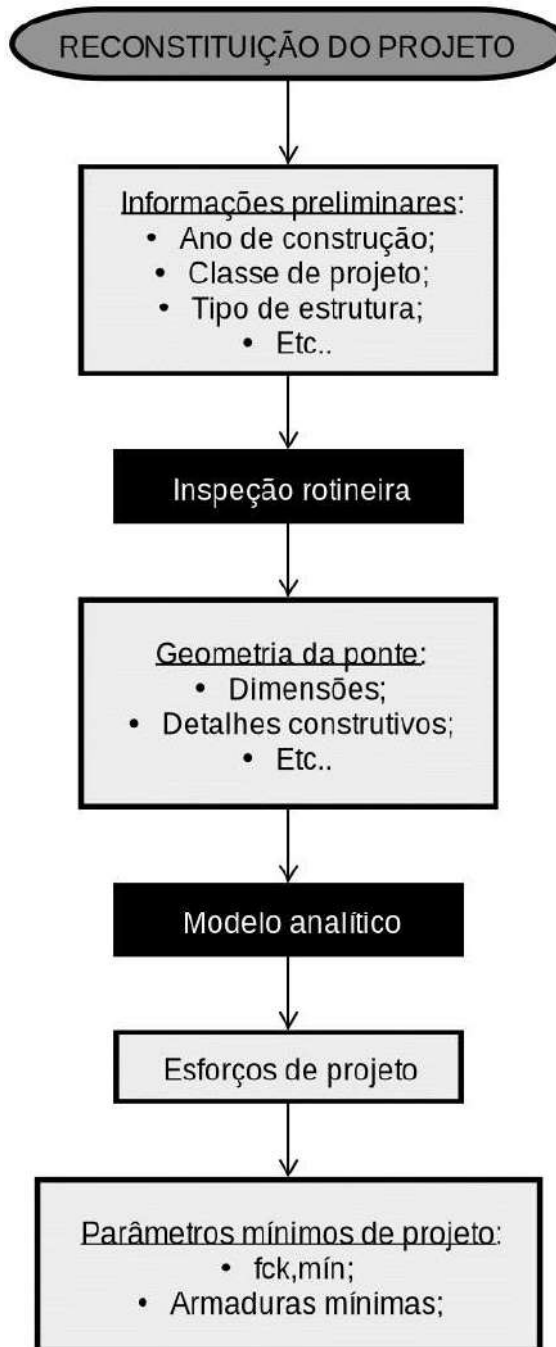 RECONSTITUIÇÃO DO PROJETO
Informações preliminares:
• Ano de construção;
• Classe de projeto;
• Tipo de estrutura;
• Etc..
Inspeção rotineira
Geometria da ponte:
• Dimensões;
• Detalhes construtivos;
• Etc..
Modelo analítico
Esforços de projeto
Parâmetros mínimos de projeto:
• fck,mín;
• Armaduras mínimas;